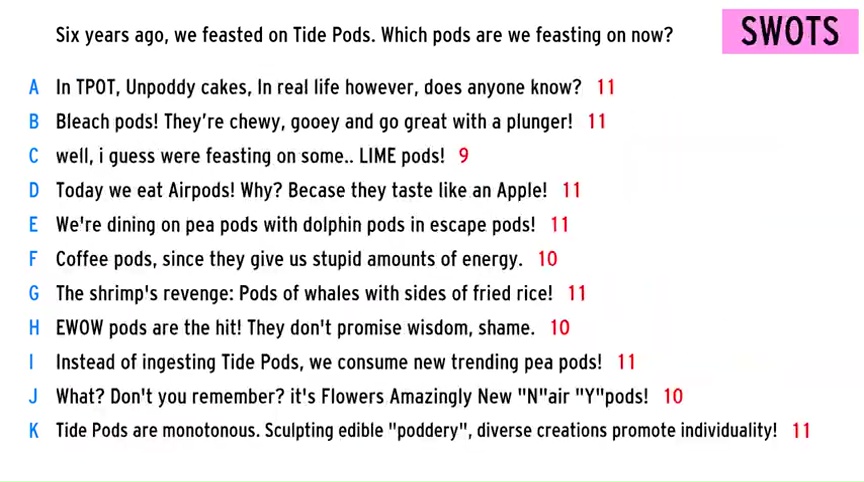 Six years ago, we feasted on Tide Pods. Which pods are we feasting on now?
SWOTS
A In TPOT, Unpoddy cakes, In real life however, does anyone know? 11
B Bleach pods! They're chewy, gooey and go great with a plunger! 11
C well, i guess were feasting on some.. LIME pods! 9
D Today we eat Airpods! Why? Becase they taste like an Apple! 11
E We're dining on pea pods with dolphin pods in escape pods! 11
F Coffee pods, since they give us stupid amounts of energy. 10
G The shrimp's revenge: Pods of whales with sides of fried rice! 11
H EWOW pods are the hit! They don't promise wisdom, shame. 10
I Instead of ingesting Tide Pods, we consume new trending pea pods! 11
J What? Don't you remember? it's Flowers Amazingly New "N"air "Y"pods! 10
K Tide Pods are monotonous. Sculpting edible "poddery", diverse creations promote individuality! 11